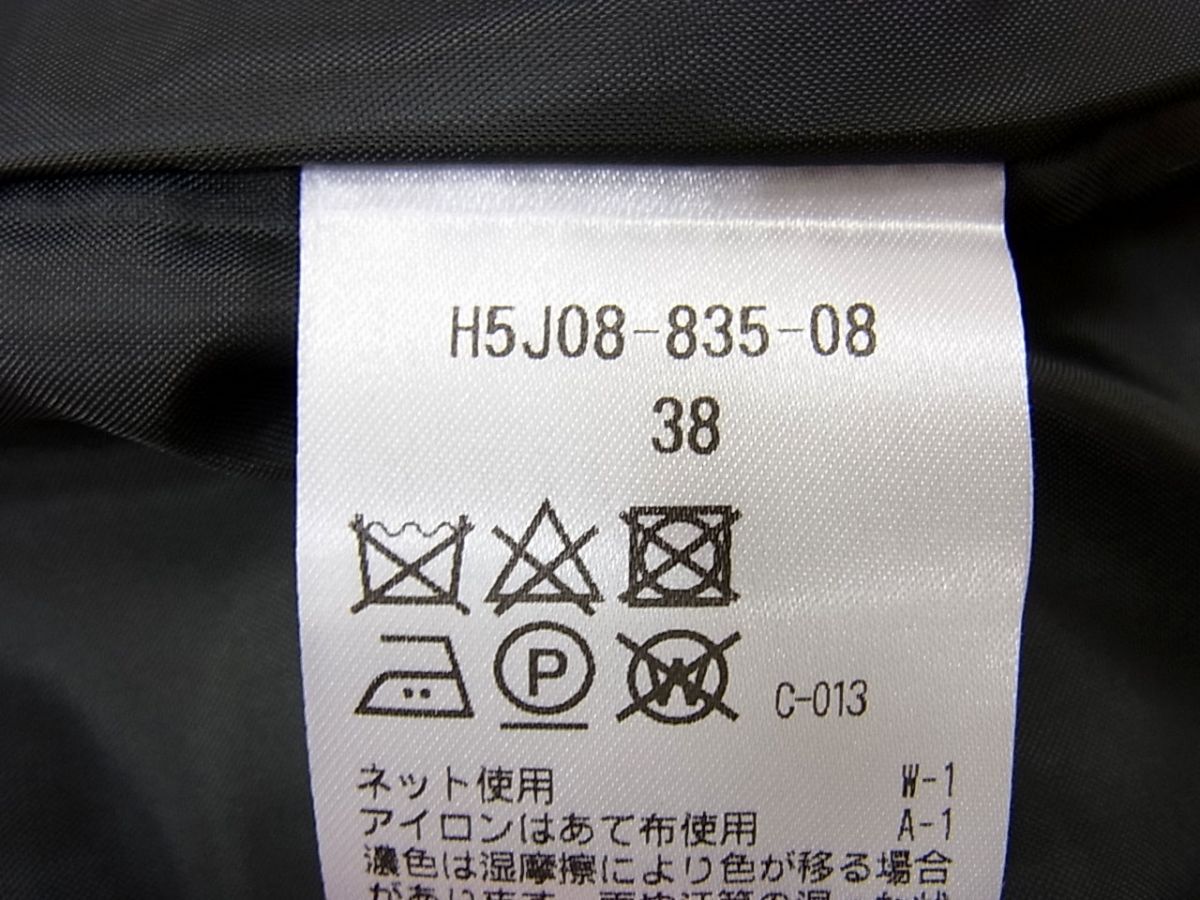 H5J08-835-08
38
P
W
C-013
ネット使用 W-1
アイロンはあて布使用 A-1
濃色は湿摩擦により色が移る場合